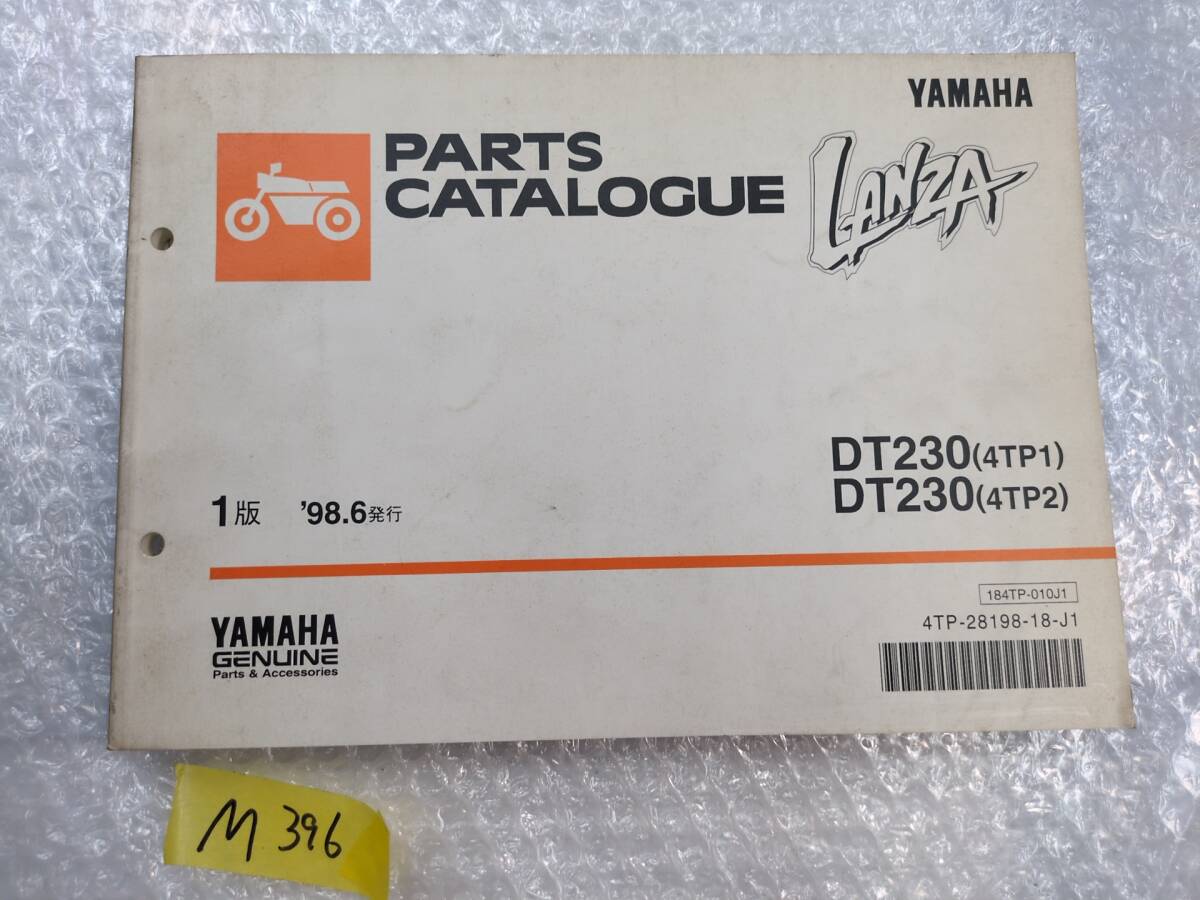 YAMAHA
PARTS
CATALOGUE
LANZA
DT230(4TP1)
DT230(4TP2)
1版 '98.6発行
184TP-010J1
4TP-28198-18-J1
YAMAHA
GENUINE
Parts & Accessories
M 396